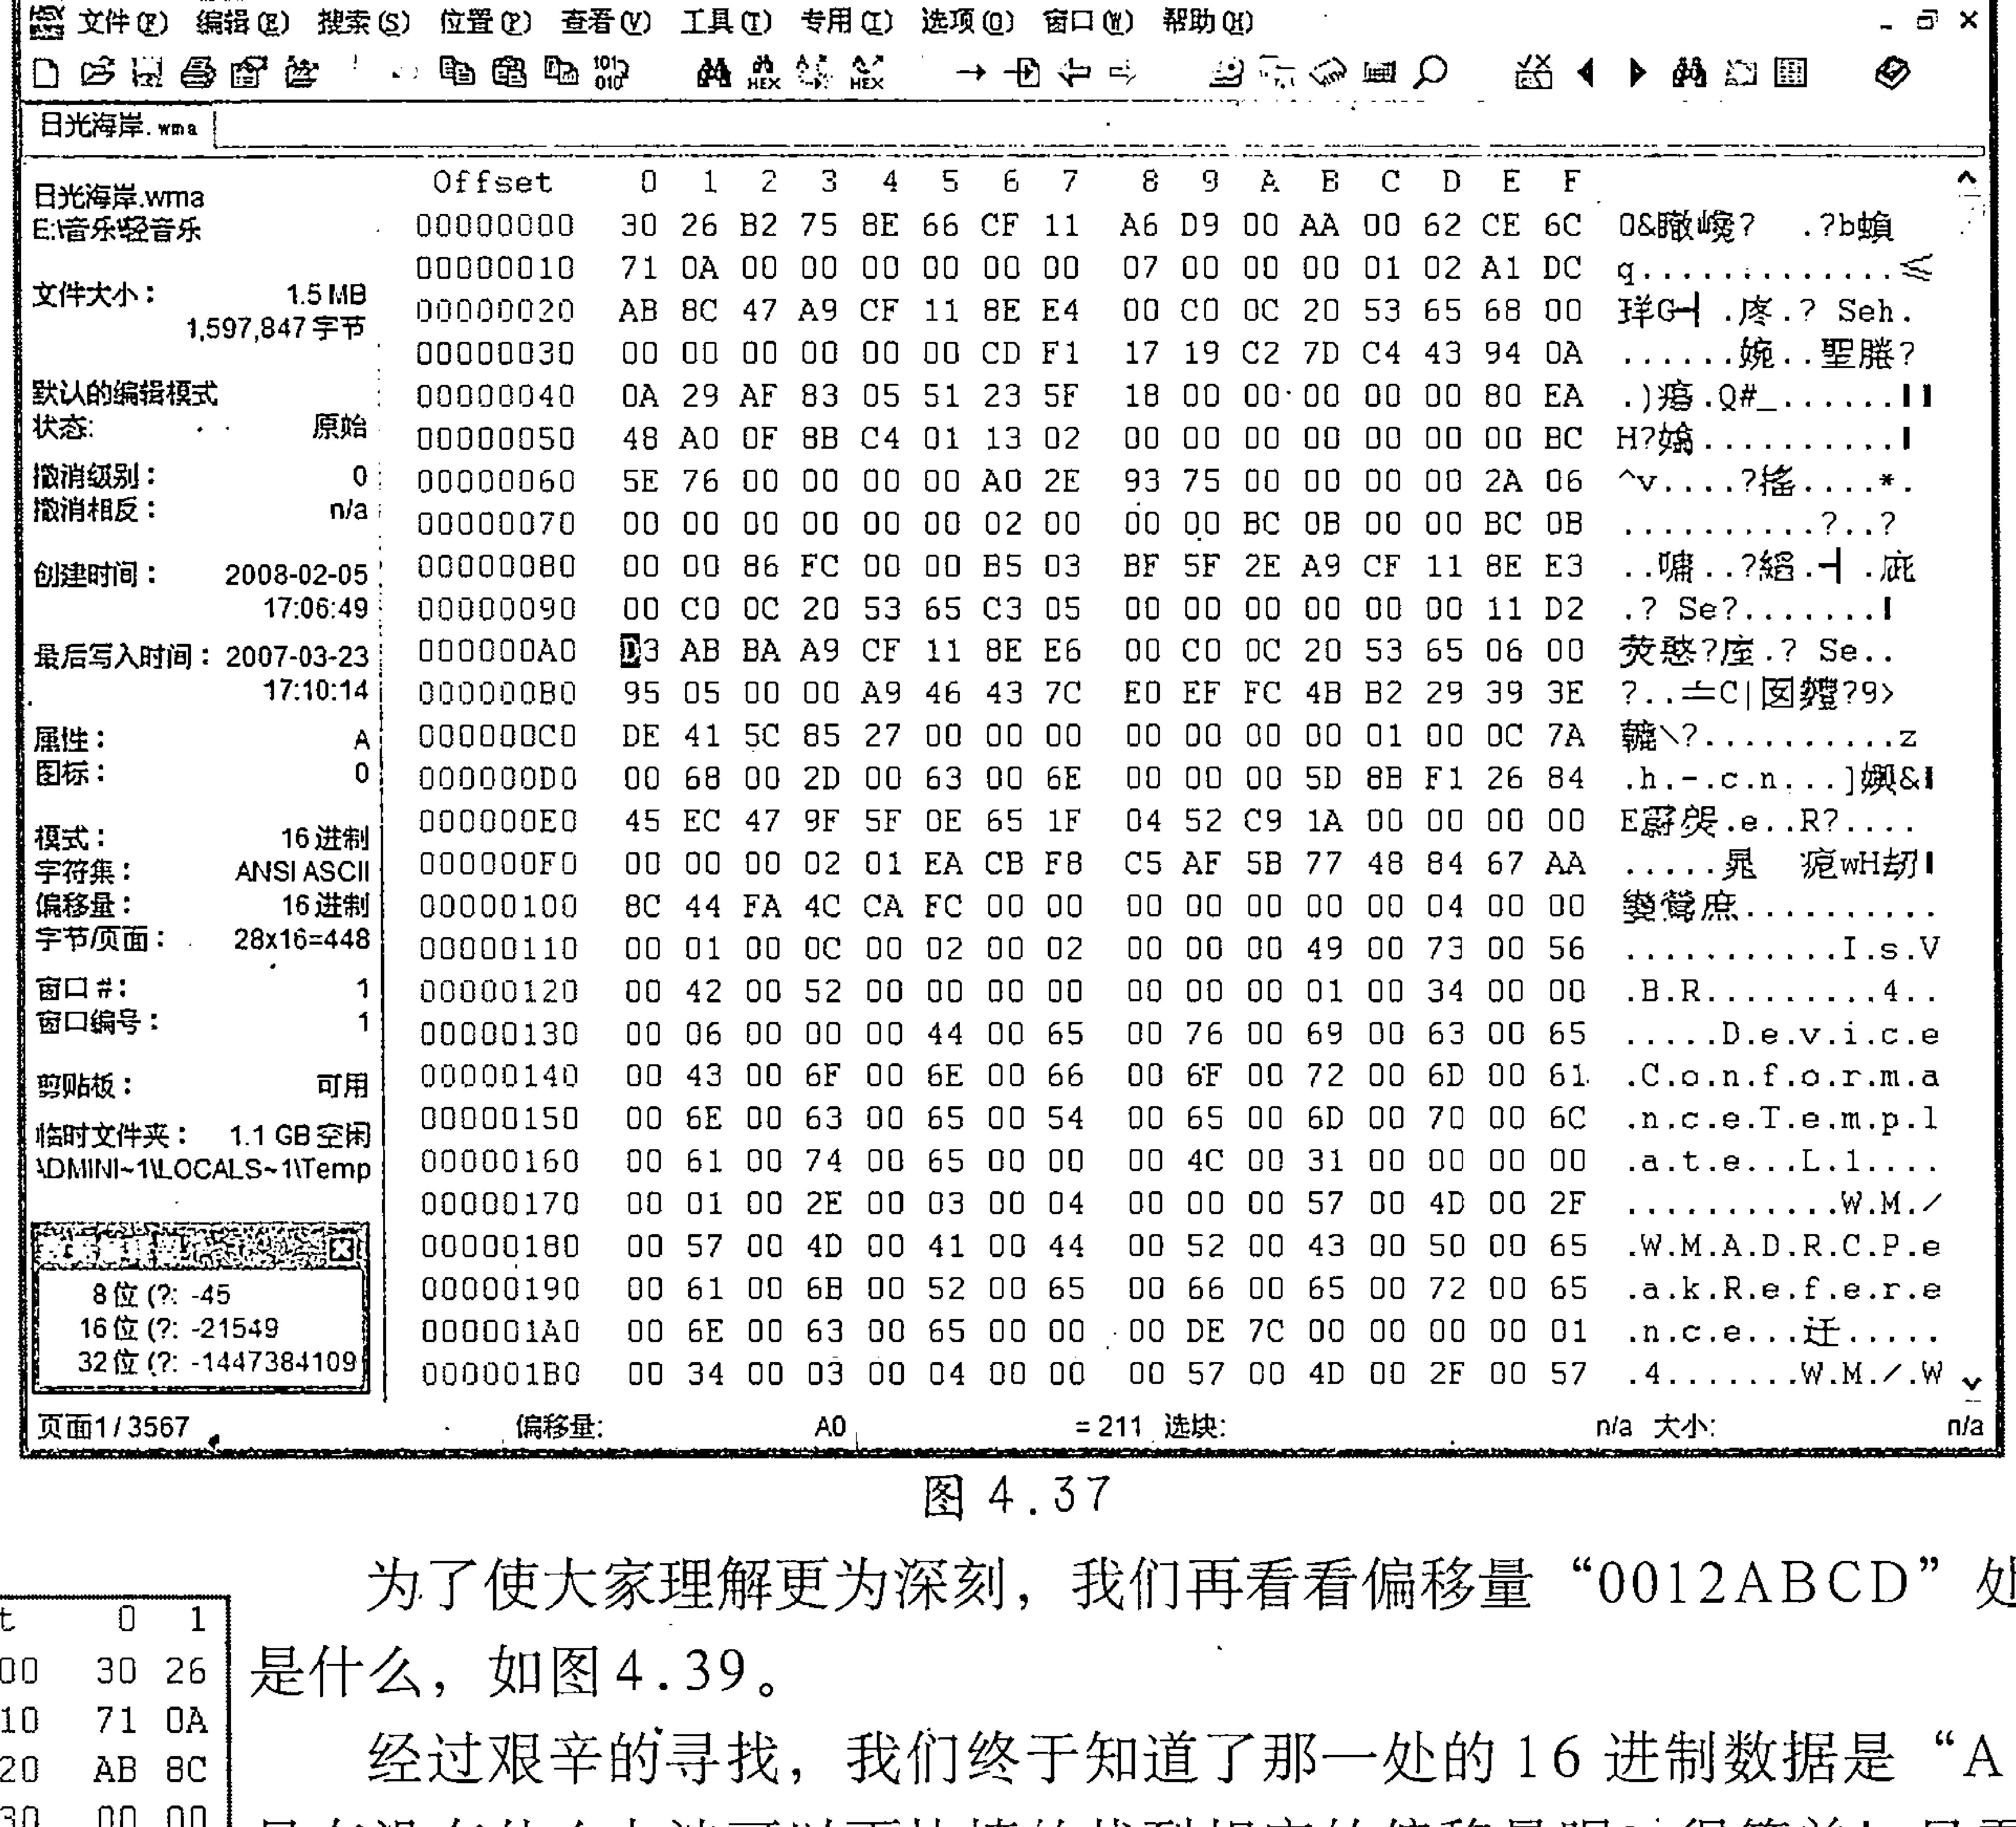 文件(F) 编辑(E) 搜索(S) 位置(P) 查看(V) 工具(T) 专用(I) 选项(O) 窗口(W) 帮助(H)
日光海岸.wma
日光海岸.wma
E:\音乐\轻音乐
文件大小： 1.5 MB
1,597,847 字节
默认的编辑模式
状态: 原始
撤消级别： 0
撤消相反： n/a
创建时间： 2008-02-05
17:06:49
最后写入时间：2007-03-23
17:10:14
属性： A
图标： 0
模式： 16 进制
字符集： ANSI ASCII
偏移量： 16 进制
字节/页面： 28x16=448
窗口 #： 1
窗口编号： 1
剪贴板： 可用
临时文件夹： 1.1 GB 空闲
\DMINI~1\LOCALS~1\Temp
8 位 (?: -45
16 位 (?: -21549
32 位 (?: -1447384109
Offset 0 1 2 3 4 5 6 7 8 9 A B C D E F
00000000 30 26 B2 75 8E 66 CF 11 A6 D9 00 AA 00 62 CE 6C
00000010 71 0A 00 00 00 00 00 00 07 00 00 00 01 02 A1 DC q.............≤
00000020 AB 8C 47 A9 CF 11 8E E4 00 C0 0C 20 53 65 68 00
00000030 00 00 00 00 00 00 CD F1 17 19 C2 7D C4 43 94 0A
00000040 0A 29 AF 83 05 51 23 5F 18 00 00 00 00 00 80 EA
00000050 48 A0 0F 8B C4 01 13 02 00 00 00 00 00 00 00 BC
00000060 5E 76 00 00 00 00 A0 2E 93 75 00 00 00 00 2A 06 ^v....?搖....*.
00000070 00 00 00 00 00 00 02 00 00 00 BC 0B 00 00 BC 0B ..........?..?
00000080 00 00 86 FC 00 00 B5 03 BF 5F 2E A9 CF 11 8E E3
00000090 00 C0 0C 20 53 65 C3 05 00 00 00 00 00 00 11 D2 .? Se?.......
000000A0 D3 AB BA A9 CF 11 8E E6 00 C0 0C 20 53 65 06 00 荧憨?座.? Se..
000000B0 95 05 00 00 A9 46 43 7C E0 EF FC 4B B2 29 39 3E
000000C0 DE 41 5C 85 27 00 00 00 00 00 00 00 01 00 0C 7A
000000D0 00 68 00 2D 00 63 00 6E 00 00 00 5D 8B F1 26 84
000000E0 45 EC 47 9F 5F 0E 65 1F 04 52 C9 1A 00 00 00 00
000000F0 00 00 00 02 01 EA CB F8 C5 AF 5B 77 48 84 67 AA
00000100 8C 44 FA 4C CA FC 00 00 00 00 00 00 00 04 00 00
00000110 00 01 00 0C 00 02 00 02 00 00 00 49 00 73 00 56 ...........I.s.V
00000120 00 42 00 52 00 00 00 00 00 00 00 01 00 34 00 00 .B.R.........4..
00000130 00 06 00 00 00 44 00 65 00 76 00 69 00 63 00 65 .....D.e.v.i.c.e
00000140 00 43 00 6F 00 6E 00 66 00 6F 00 72 00 6D 00 61 .C.o.n.f.o.r.m.a
00000150 00 6E 00 63 00 65 00 54 00 65 00 6D 00 70 00 6C .n.c.e.T.e.m.p.l
00000160 00 61 00 74 00 65 00 00 00 4C 00 31 00 00 00 00 .a.t.e...L.1....
00000170 00 01 00 2E 00 03 00 04 00 00 00 57 00 4D 00 2F ...........W.M./
00000180 00 57 00 4D 00 41 00 44 00 52 00 43 00 50 00 65 .W.M.A.D.R.C.P.e
00000190 00 61 00 6B 00 52 00 65 00 66 00 65 00 72 00 65 .a.k.R.e.f.e.r.e
000001A0 00 6E 00 63 00 65 00 00 00 DE 7C 00 00 00 00 01 .n.c.e...迁.....
000001B0 00 34 00 03 00 04 00 00 00 57 00 4D 00 2F 00 57 .4.......W.M./.W
页面1 / 3567 偏移量: A0 = 211 选块: n/a 大小: n/a
图 4.37
为了使大家理解更为深刻，我们再看看偏移量“0012ABCD”处
是什么，如图 4.39。
经过艰辛的寻找，我们终于知道了那一处的 16 进制数据是“A
t 0 1
00 30 26
10 71 0A
20 AB 8C
30 00 00